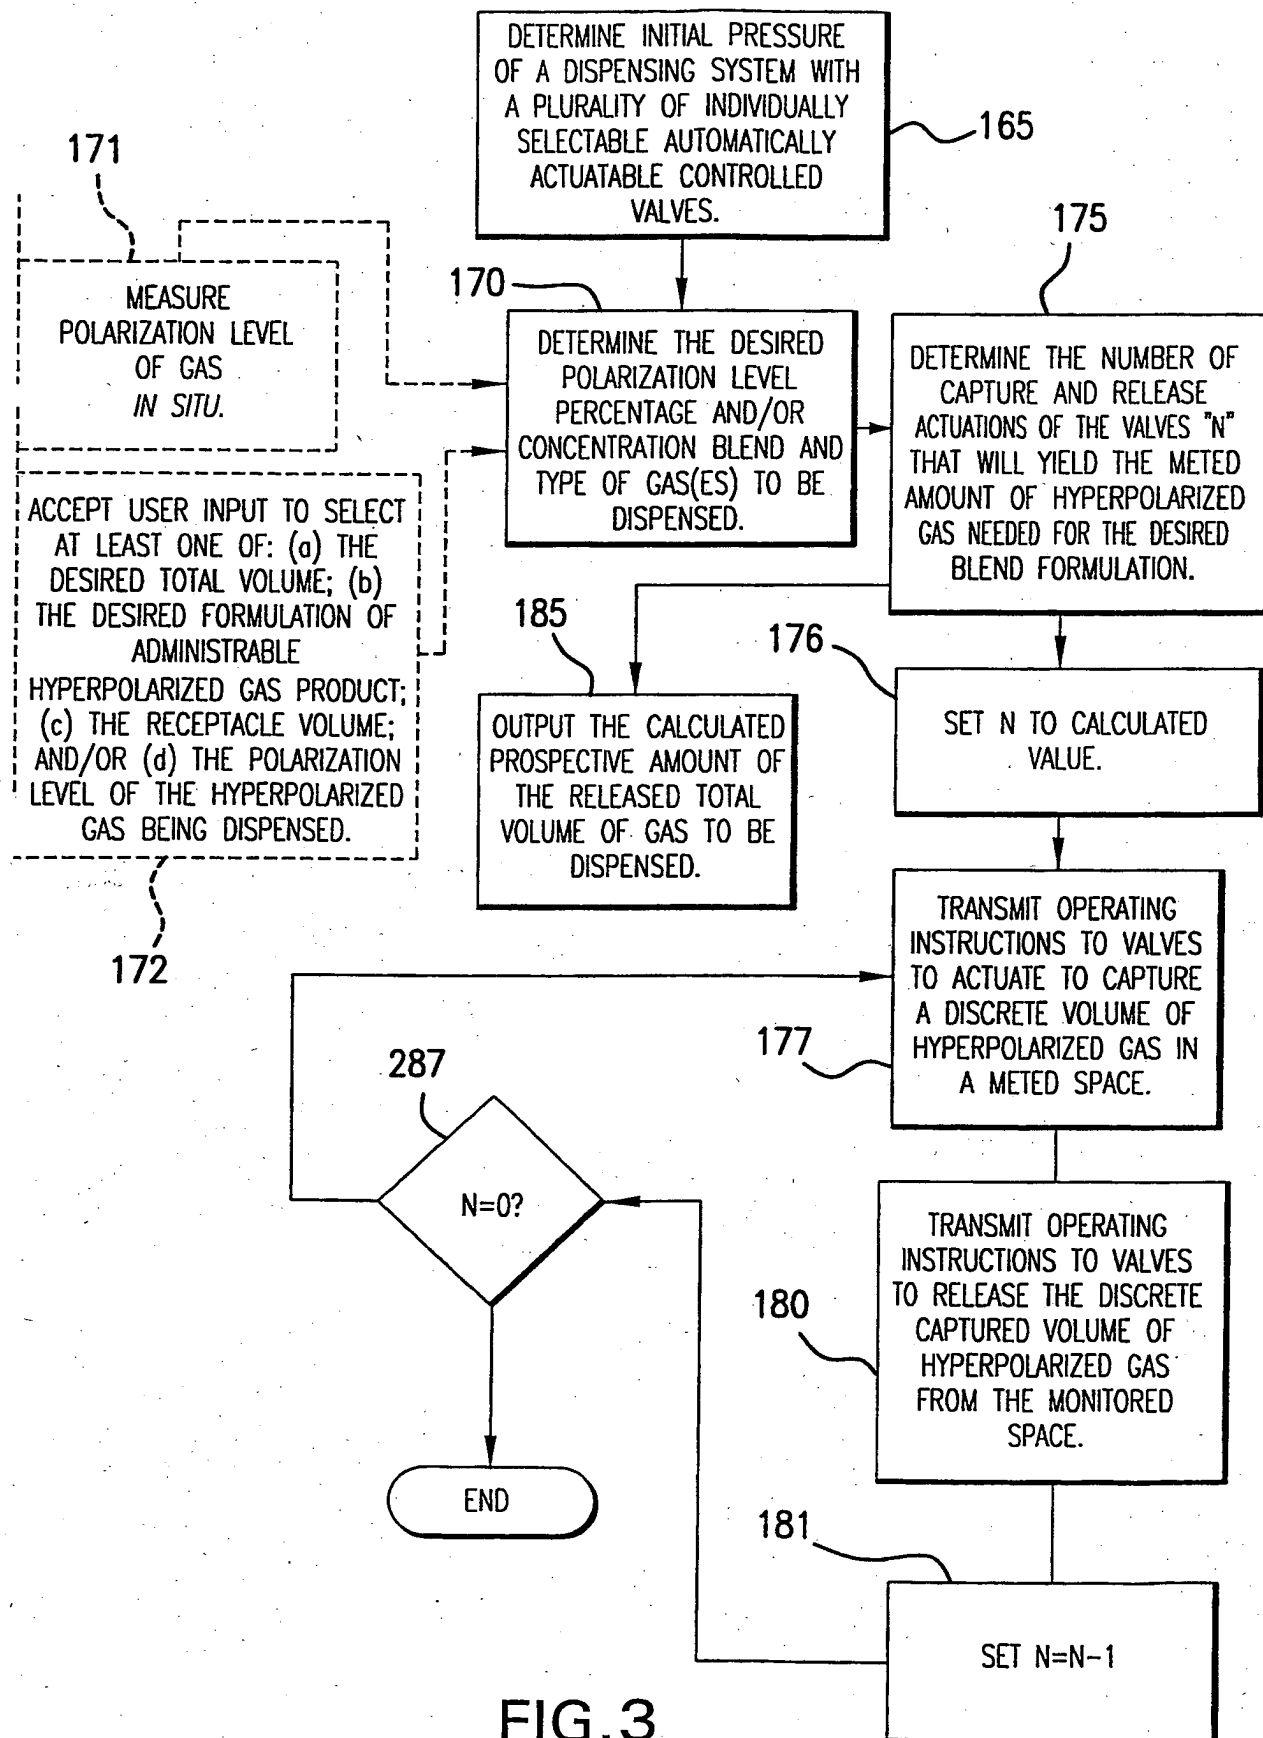 DETERMINE INITIAL PRESSURE
OF A DISPENSING SYSTEM WITH
A PLURALITY OF INDIVIDUALLY
SELECTABLE AUTOMATICALLY
ACTUATABLE CONTROLLED
VALVES.
165
171
MEASURE
POLARIZATION LEVEL
OF GAS
IN SITU.
170
DETERMINE THE DESIRED
POLARIZATION LEVEL
PERCENTAGE AND/OR
CONCENTRATION BLEND AND
TYPE OF GAS(ES) TO BE
DISPENSED.
175
DETERMINE THE NUMBER OF
CAPTURE AND RELEASE
ACTUATIONS OF THE VALVES "N"
THAT WILL YIELD THE METED
AMOUNT OF HYPERPOLARIZED
GAS NEEDED FOR THE DESIRED
BLEND FORMULATION.
ACCEPT USER INPUT TO SELECT
AT LEAST ONE OF: (a) THE
DESIRED TOTAL VOLUME; (b)
THE DESIRED FORMULATION OF
ADMINISTRABLE
HYPERPOLARIZED GAS PRODUCT;
(c) THE RECEPTACLE VOLUME;
AND/OR (d) THE POLARIZATION
LEVEL OF THE HYPERPOLARIZED
GAS BEING DISPENSED.
172
185
OUTPUT THE CALCULATED
PROSPECTIVE AMOUNT OF
THE RELEASED TOTAL
VOLUME OF GAS TO BE
DISPENSED.
176
SET N TO CALCULATED
VALUE.
177
TRANSMIT OPERATING
INSTRUCTIONS TO VALVES
TO ACTUATE TO CAPTURE
A DISCRETE VOLUME OF
HYPERPOLARIZED GAS IN
A METED SPACE.
287
N=0?
180
TRANSMIT OPERATING
INSTRUCTIONS TO VALVES
TO RELEASE THE DISCRETE
CAPTURED VOLUME OF
HYPERPOLARIZED GAS
FROM THE MONITORED
SPACE.
END
181
SET N=N-1
FIG.3